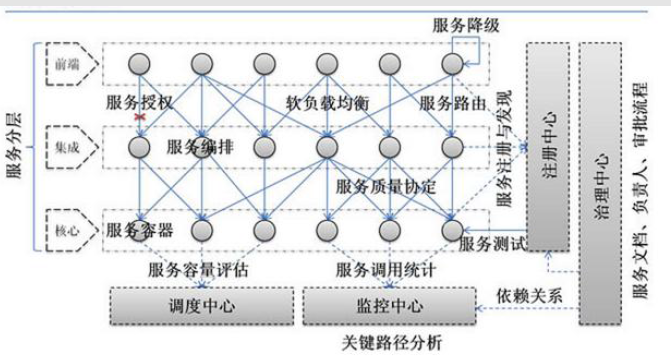 服务降级
前端
服务授权
软负载均衡
服务路由
服务分层
集成
服务编排
服务注册与发现
注册中心
治理中心
服务文档、负责人、审批流程
服务质量协定
核心
服务容器
服务测试
服务容量评估
服务调用统计
调度中心
监控中心
依赖关系
关键路径分析